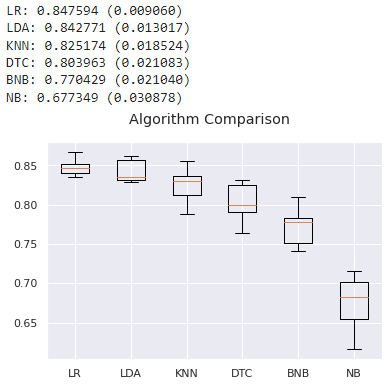 LR: 0.847594 (0.009060)
LDA: 0.842771 (0.013017)
KNN: 0.825174 (0.018524)
DTC: 0.803963 (0.021083)
BNB: 0.770429 (0.021040)
NB: 0.677349 (0.030878)
Algorithm Comparison
0.85
0.80
0.75
0.70
0.65
LR LDA KNN DTC BNB NB